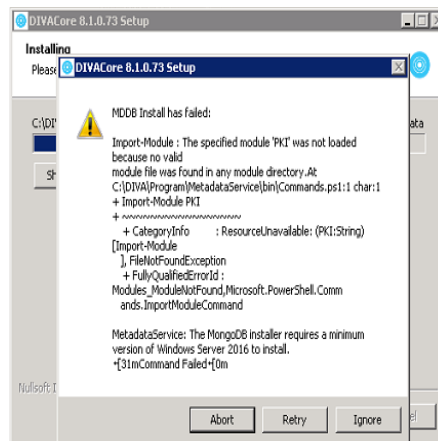 DIVACore 8.1.0.73 Setup
Installing
Please
DIVACore 8.1.0.73 Setup
MDDB Install has failed:
Import-Module : The specified module 'PKI' was not loaded
because no valid
module file was found in any module directory.At
C:\DIVA\Program\MetadataService\bin\Commands.ps1:1 char:1
+ Import-Module PKI
+ ~~~~~~~~~~~~~~~~~
+ CategoryInfo : ResourceUnavailable: (PKI:String)
[Import-Module
], FileNotFoundException
+ FullyQualifiedErrorId :
Modules_ModuleNotFound,Microsoft.PowerShell.Comm
ands.ImportModuleCommand
MetadataService: The MongoDB installer requires a minimum
version of Windows Server 2016 to install.
←[31mCommand Failed←[0m
C:\DI
ata
Sh
Nullsoft I
el
Abort Retry Ignore